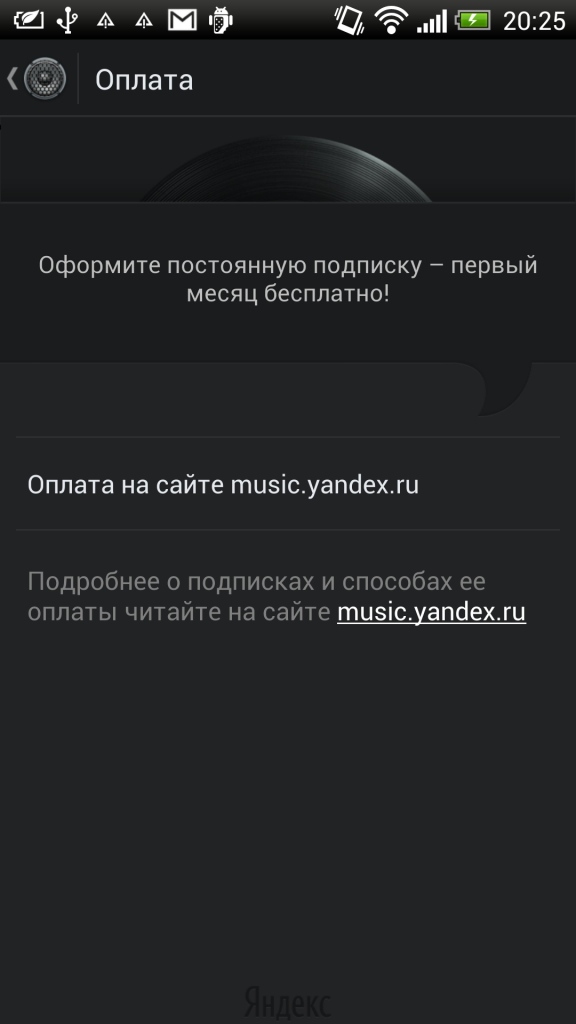 20:25
Оплата
Оформите постоянную подписку – первый
месяц бесплатно!
Оплата на сайте music.yandex.ru
Подробнее о подписках и способах ее
оплаты читайте на сайте music.yandex.ru
Яндекс